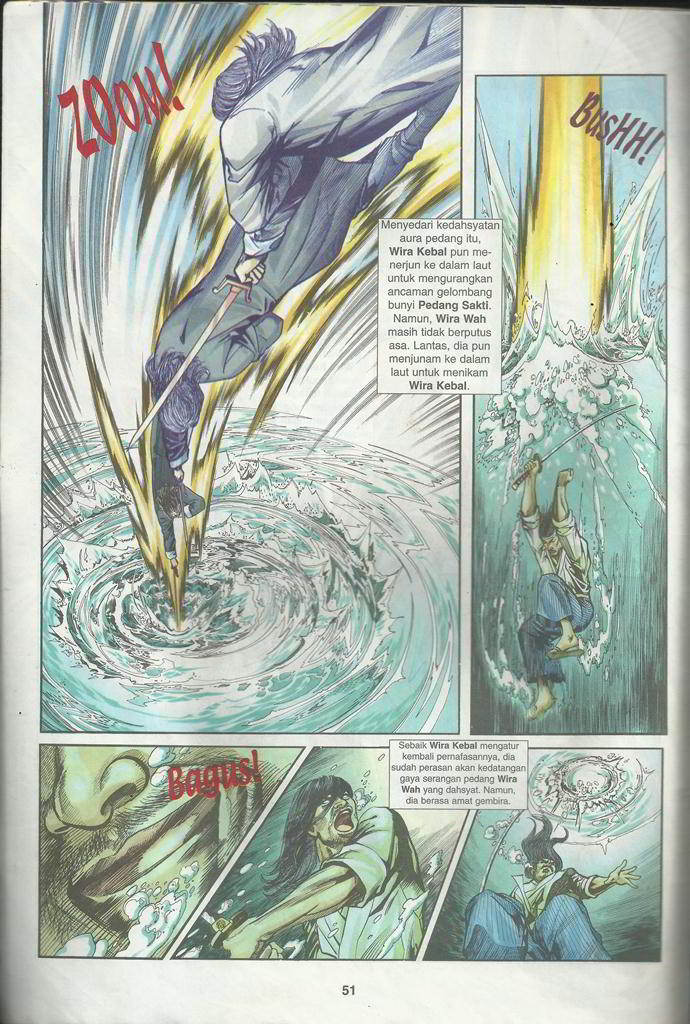 ZOOM!
BusHH!
Menyedari kedahsyatan
aura pedang itu,
Wira Kebal pun me-
nerjun ke dalam laut
untuk mengurangkan
ancaman gelombang
bunyi Pedang Sakti.
Namun, Wira Wah
masih tidak berputus
asa. Lantas, dia pun
menjunam ke dalam
laut untuk menikam
Wira Kebal.
Bagus!
Sebaik Wira Kebal mengatur
kembali pernafasannya, dia
sudah perasan akan kedatangan
gaya serangan pedang Wira
Wah yang dahsyat. Namun,
dia berasa amat gembira.
51